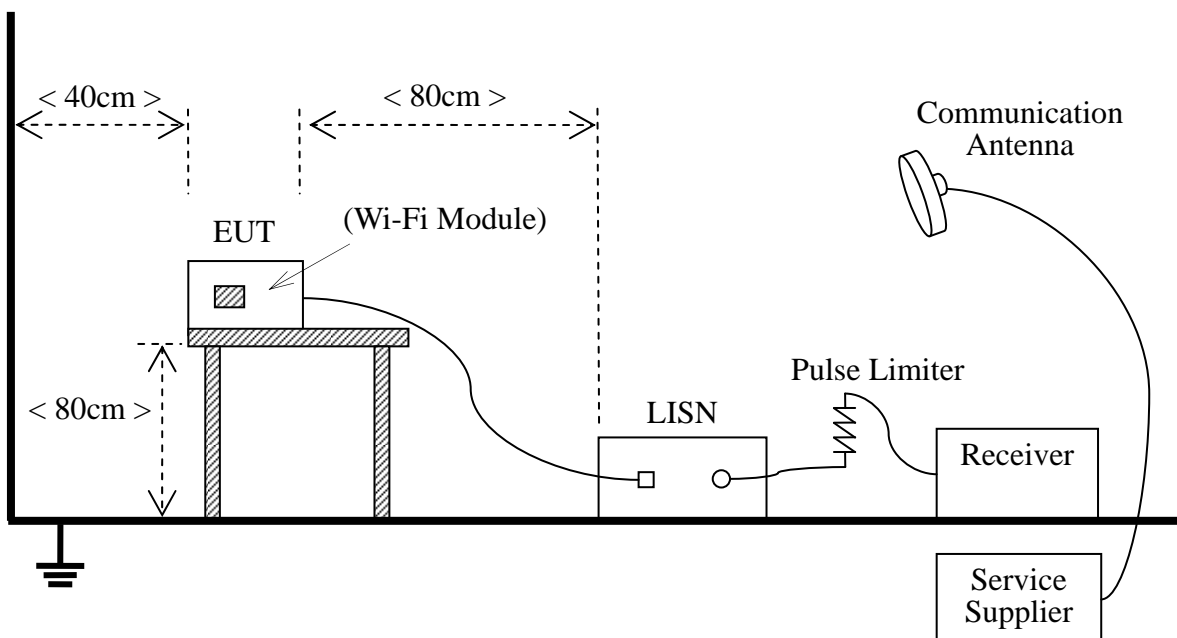 < 40cm >
< 80cm >
Communication
Antenna
(Wi-Fi Module)
EUT
Pulse Limiter
< 80cm >
LISN
Receiver
Service
Supplier